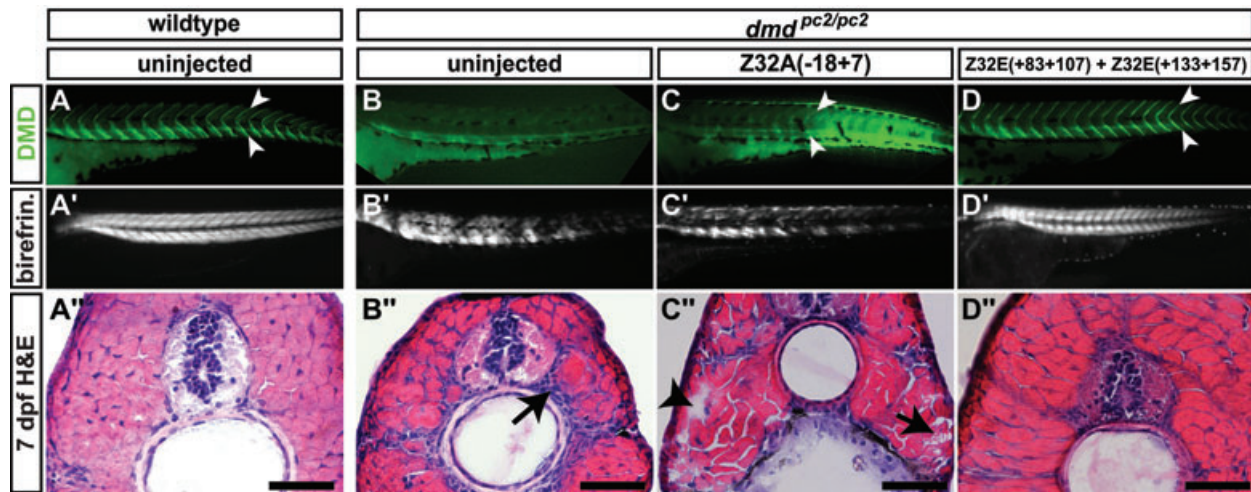 wildtype
dmd pc2/pc2
uninjected
uninjected
Z32A(-18+7)
Z32E(+83+107) + Z32E(+133+157)
DMD
A
B
C
D
birefrin.
A'
B'
C'
D'
7 dpf H&E
A"
B"
C"
D"